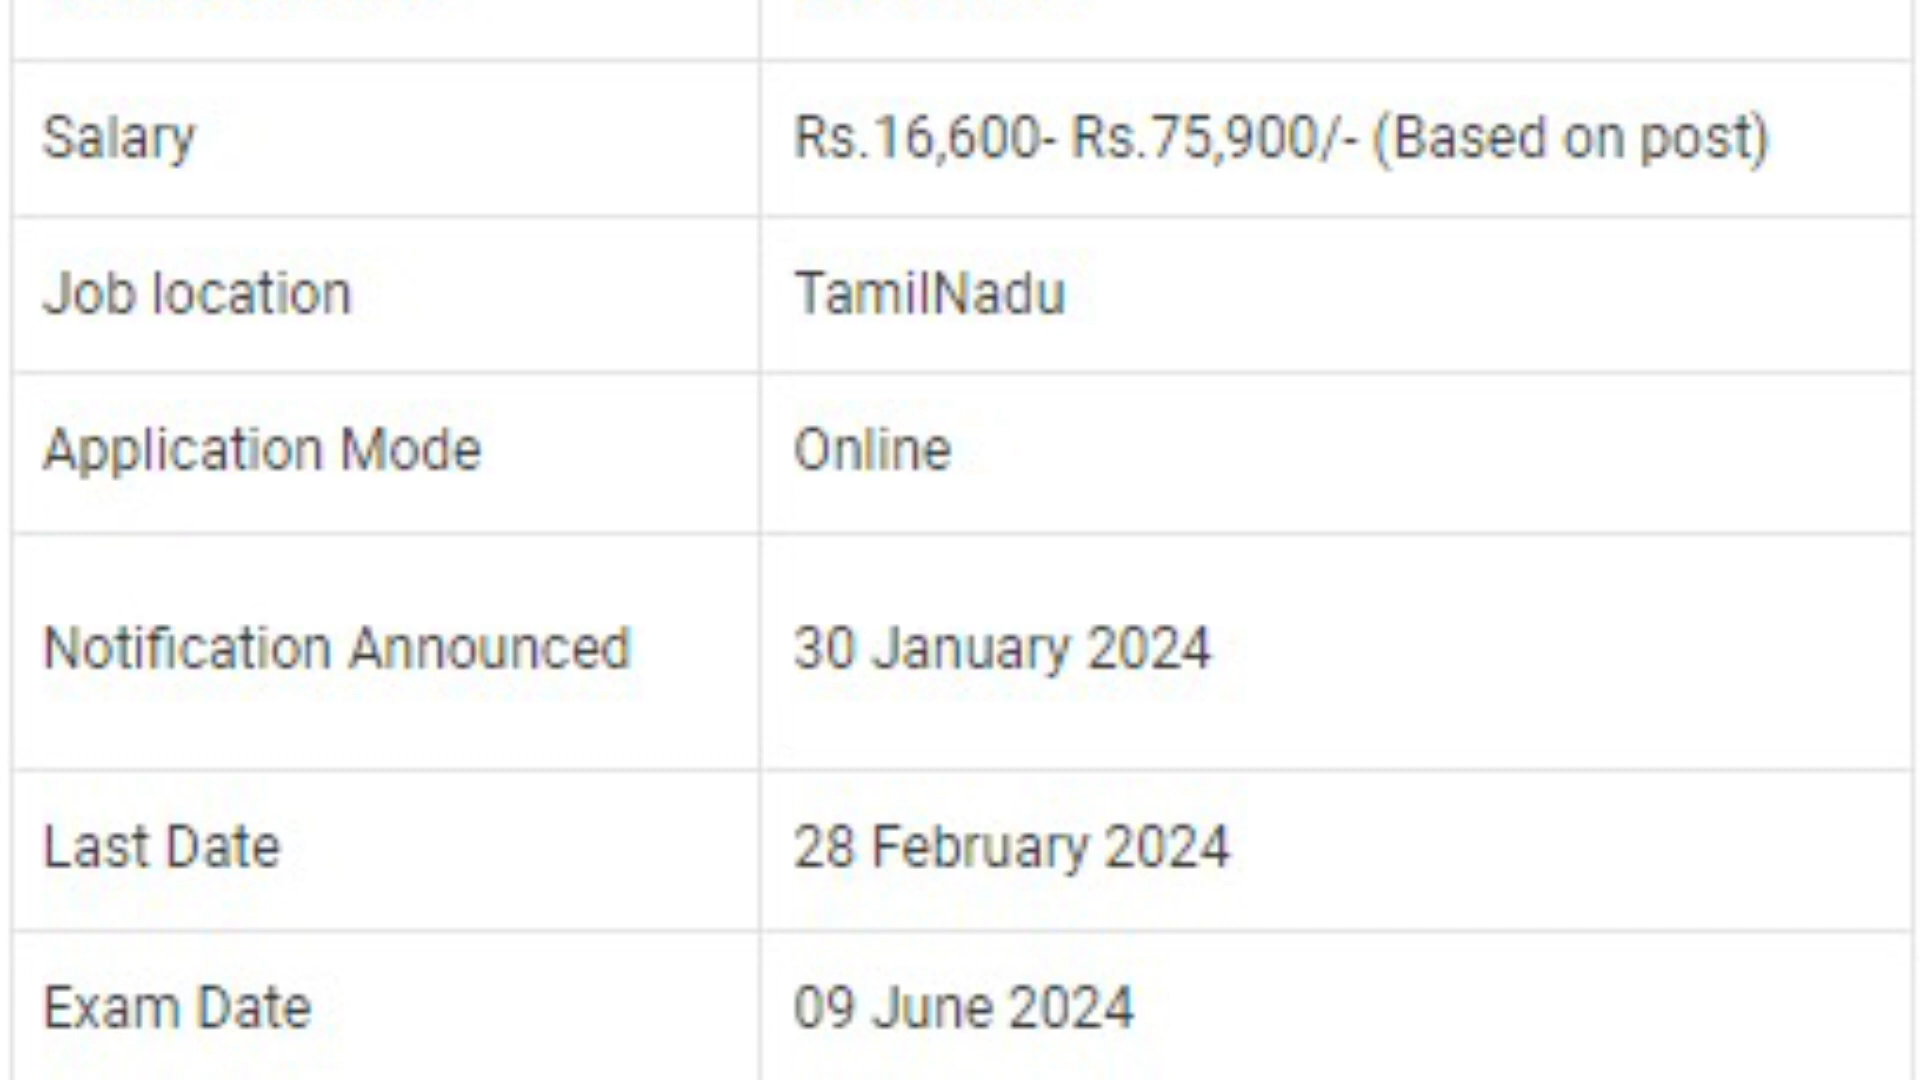 Salary Rs.16,600- Rs.75,900/- (Based on post)
Job location TamilNadu
Application Mode Online
Notification Announced 30 January 2024
Last Date 28 February 2024
Exam Date 09 June 2024